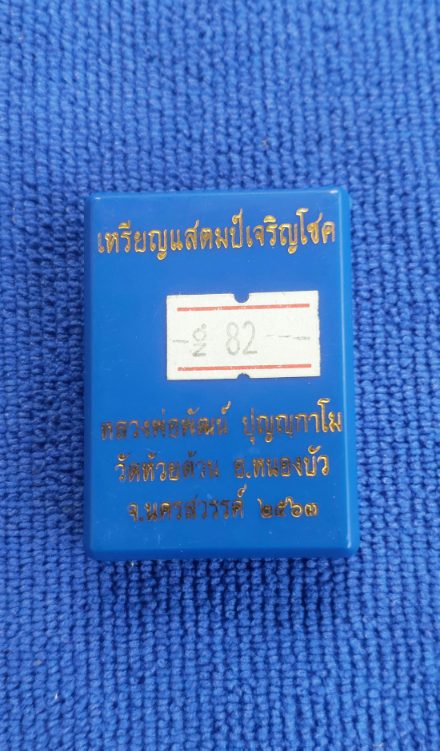 เหรียญแสตมป์เจริญโชค
82
หลวงพ่อพัฒน์ ปุญญกาโม
วัดห้วยด้วน อ.หนองบัว
จ.นครสวรรค์ ๒๕๖๓